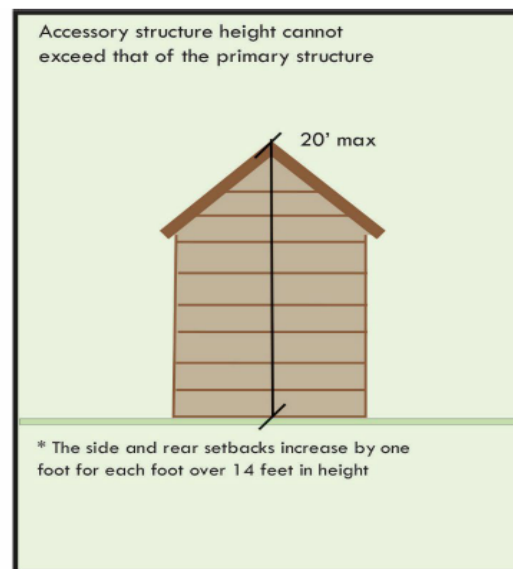 Accessory structure height cannot
exceed that of the primary structure
20' max
* The side and rear setbacks increase by one
foot for each foot over 14 feet in height